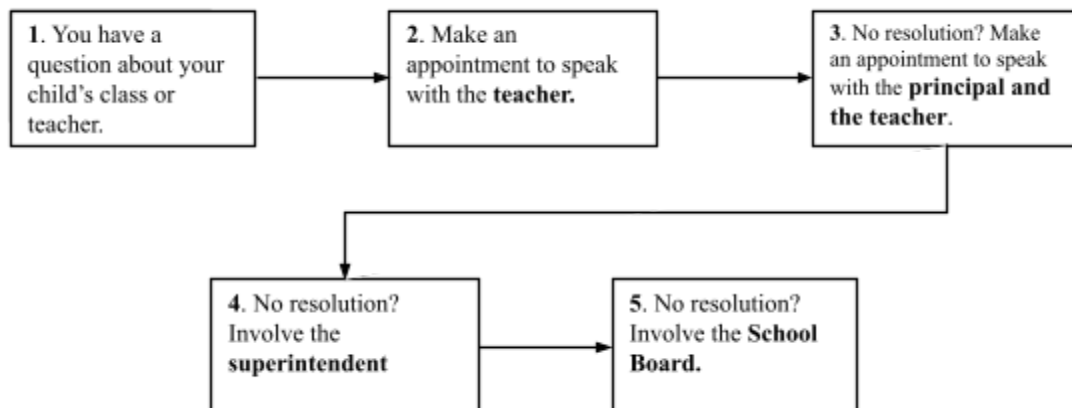 1. You have a
question about your
child's class or
teacher.
2. Make an
appointment to speak
with the teacher.
3. No resolution? Make
an appointment to speak
with the principal and
the teacher.
4. No resolution?
Involve the
superintendent
5. No resolution?
Involve the School
Board.